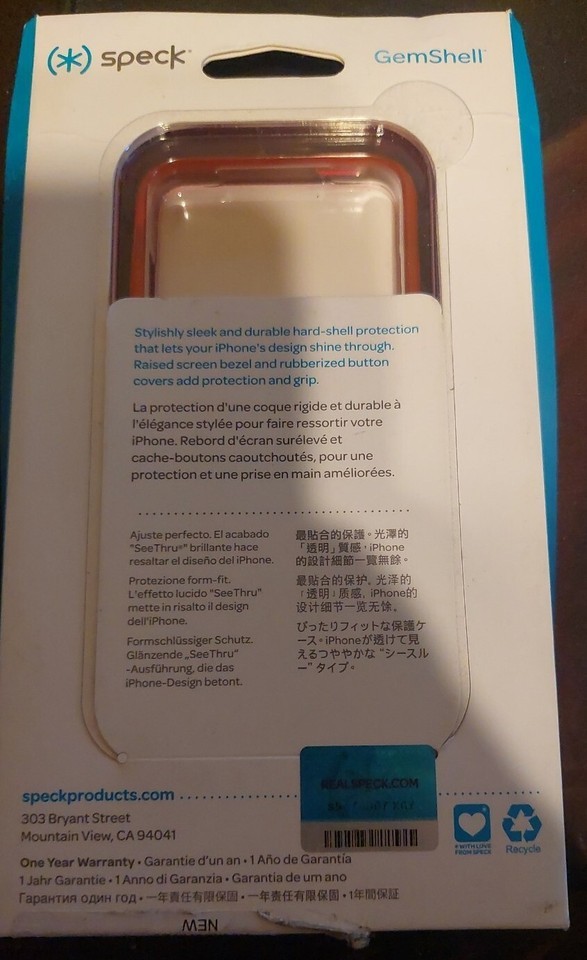 speck®
GemShell™
Stylishly sleek and durable hard-shell protection
that lets your iPhone's design shine through.
Raised screen bezel and rubberized button
covers add protection and grip.
La protection d'une coque rigide et durable à
l'élégance stylée pour faire ressortir votre
iPhone. Rebord d'écran surélevé et
cache-boutons caoutchoutés, pour une
protection et une prise en main améliorées.
Ajuste perfecto. El acabado
"SeeThru®" brillante hace
resaltar el diseño del iPhone.
Protezione form-fit.
L'effetto lucido "SeeThru"
mette in risalto il design
dell'iPhone.
Formschlüssiger Schutz.
Glänzende „SeeThru"
-Ausführung, die das
iPhone-Design betont.
最貼合的保護。光澤的
「透明」質感，iPhone
的設計細節一覽無餘。
最貼合的保护、光泽的
「透明」质感，iPhone的
设计细节一览无馀。
ぴったりフィットな保護ケ
ース。iPhoneが透けて見
えるつややかな "シースル
ー" タイプ。
REALSPECK.COM
speckproducts.com
303 Bryant Street
Mountain View, CA 94041
# WITH LOVE
FROM SPECK
Recycle
One Year Warranty • Garantie d'un an • 1 Año de Garantía
1 Jahr Garantie • 1 Anno di Garanzia • Garantia de um ano
Гарантия один год • 一年責任有限保固 • 一年责任有限保固 • 1年間保証
NEW